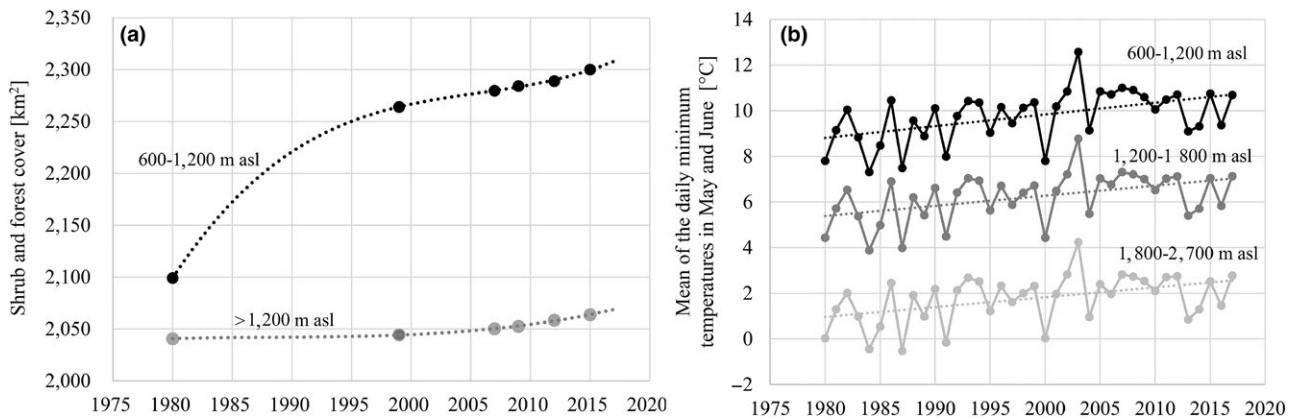 (a)
Shrub and forest cover [km²]
2,350
2,300
2,250
2,200
2,150
2,100
2,050
2,000
600-1,200 m asl
>1,200 m asl
1975 1980 1985 1990 1995 2000 2005 2010 2015 2020
(b)
Mean of the daily minimum
temperatures in May and June [°C]
14
12
10
8
6
4
2
0
−2
600-1,200 m asl
1,200-1 800 m asl
1,800-2,700 m asl
1975 1980 1985 1990 1995 2000 2005 2010 2015 2020